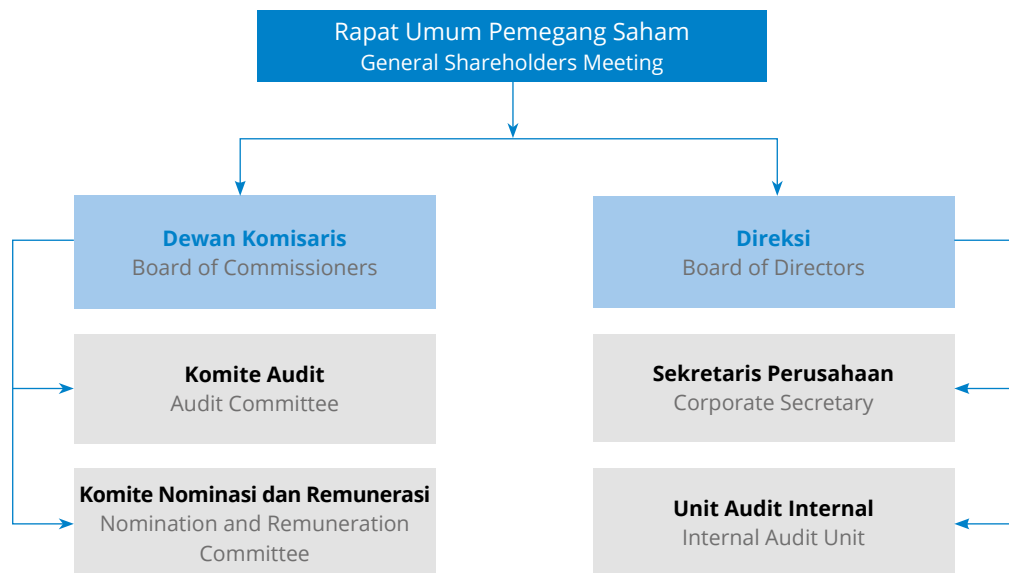 Rapat Umum Pemegang Saham
General Shareholders Meeting
Dewan Komisaris
Board of Commissioners
Direksi
Board of Directors
Komite Audit
Audit Committee
Sekretaris Perusahaan
Corporate Secretary
Komite Nominasi dan Remunerasi
Nomination and Remuneration
Committee
Unit Audit Internal
Internal Audit Unit